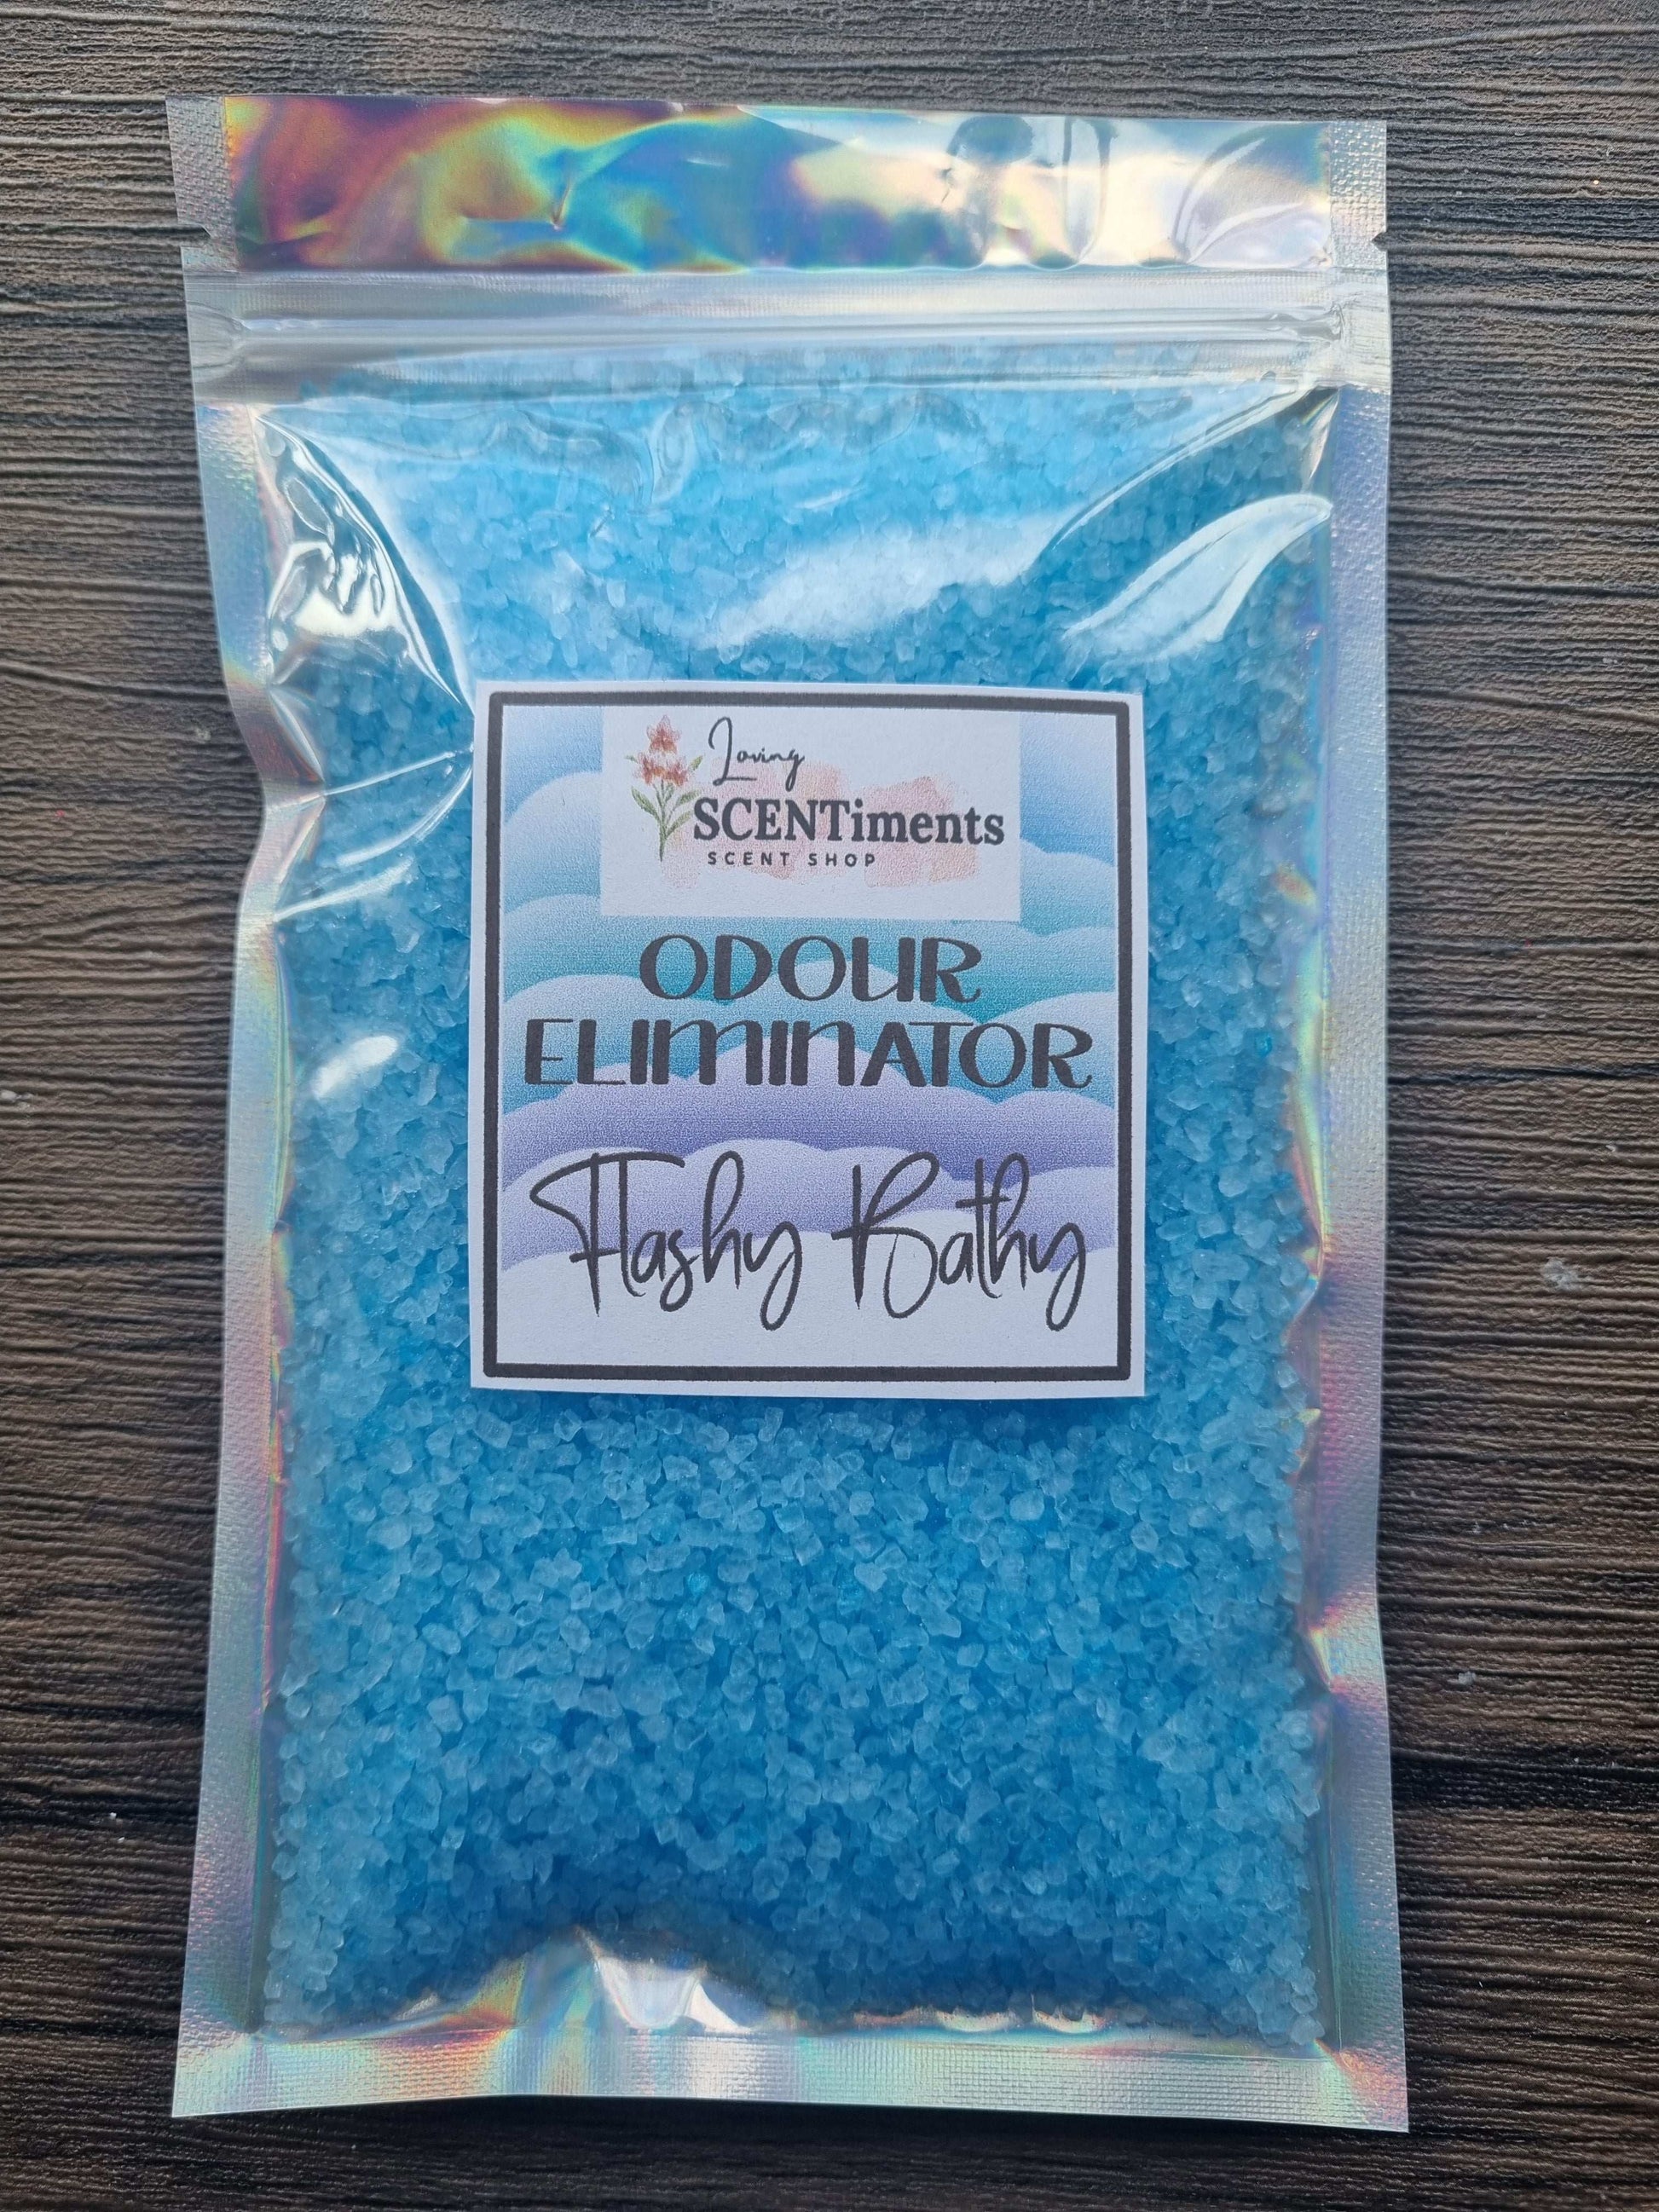 Loving
SCENTiments
SCENT SHOP
ODOUR
ELIMINATOR
Flashy Bathy